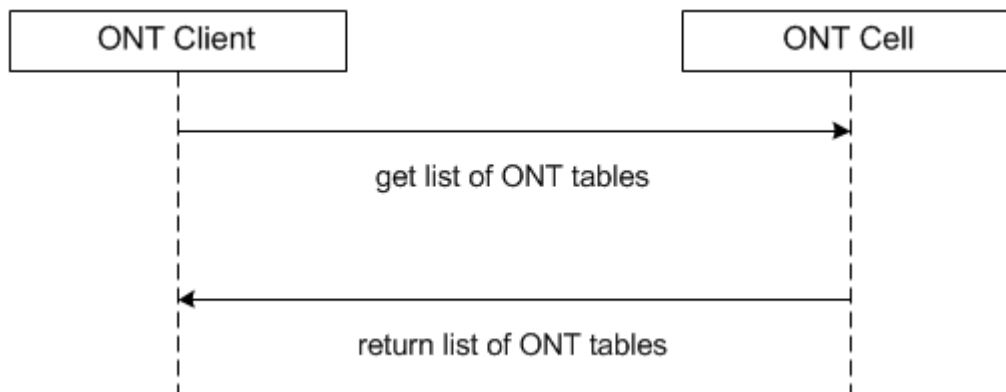 ONT Client
ONT Cell
get list of ONT tables
return list of ONT tables